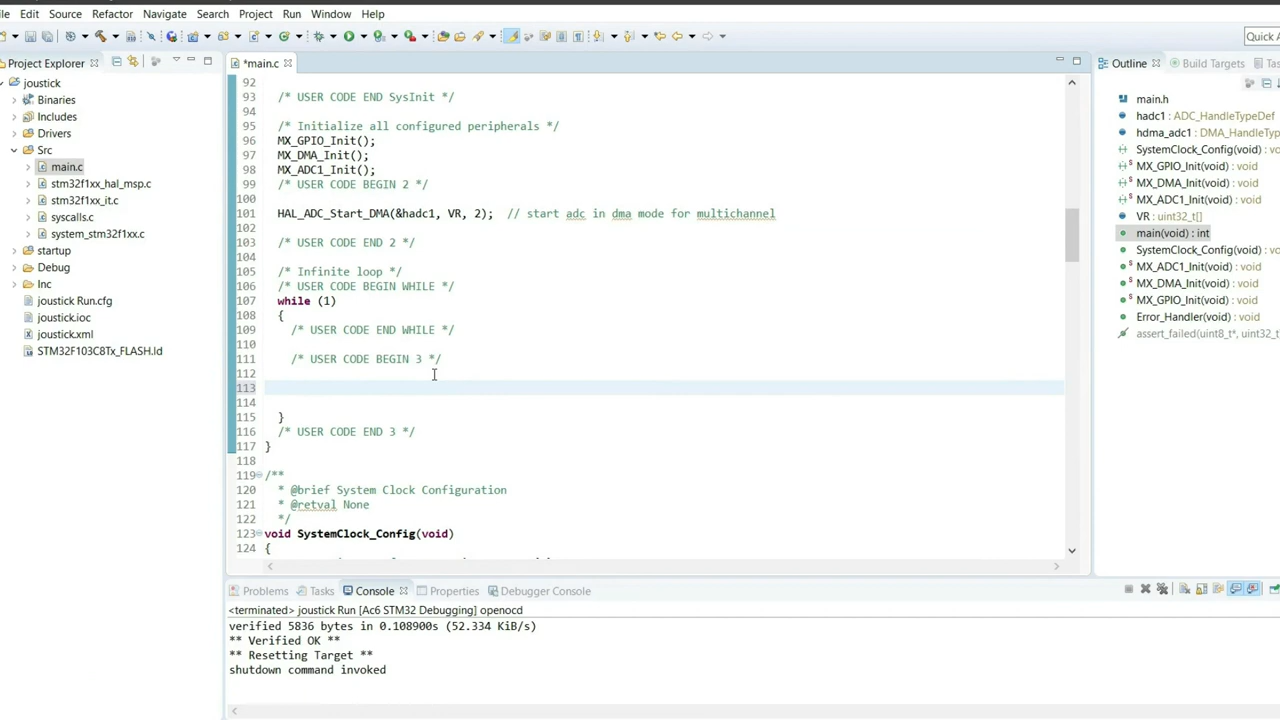 File Edit Source Refactor Navigate Search Project Run Window Help
Quick A
Project Explorer
*main.c
Outline
Build Targets
Tas
joustick
Binaries
Includes
Drivers
Src
main.c
stm32f1xx_hal_msp.c
stm32f1xx_it.c
syscalls.c
system_stm32f1xx.c
startup
Debug
Inc
joustick Run.cfg
joustick.ioc
joustick.xml
STM32F103C8Tx_FLASH.ld
92
93 /* USER CODE END SysInit */
94
95 /* Initialize all configured peripherals */
96 MX_GPIO_Init();
97 MX_DMA_Init();
98 MX_ADC1_Init();
99 /* USER CODE BEGIN 2 */
100
101 HAL_ADC_Start_DMA(&hadc1, VR, 2); // start adc in dma mode for multichannel
102
103 /* USER CODE END 2 */
104
105 /* Infinite loop */
106 /* USER CODE BEGIN WHILE */
107 while (1)
108 {
109 /* USER CODE END WHILE */
110
111 /* USER CODE BEGIN 3 */
112
113
114
115 }
116 /* USER CODE END 3 */
117 }
118
119 /**
120 * @brief System Clock Configuration
121 * @retval None
122 */
123 void SystemClock_Config(void)
124 {
main.h
hadc1 : ADC_HandleTypeDef
hdma_adc1 : DMA_HandleTy
SystemClock_Config(void) :
MX_GPIO_Init(void) : void
MX_DMA_Init(void) : void
MX_ADC1_Init(void) : void
VR : uint32_t[]
main(void) : int
SystemClock_Config(void) :
MX_ADC1_Init(void) : void
MX_DMA_Init(void) : void
MX_GPIO_Init(void) : void
Error_Handler(void) : void
assert_failed(uint8_t*, uint32_t
Problems Tasks Console Properties Debugger Console
<terminated> joustick Run [Ac6 STM32 Debugging] openocd
verified 5836 bytes in 0.108900s (52.334 KiB/s)
** Verified OK **
** Resetting Target **
shutdown command invoked